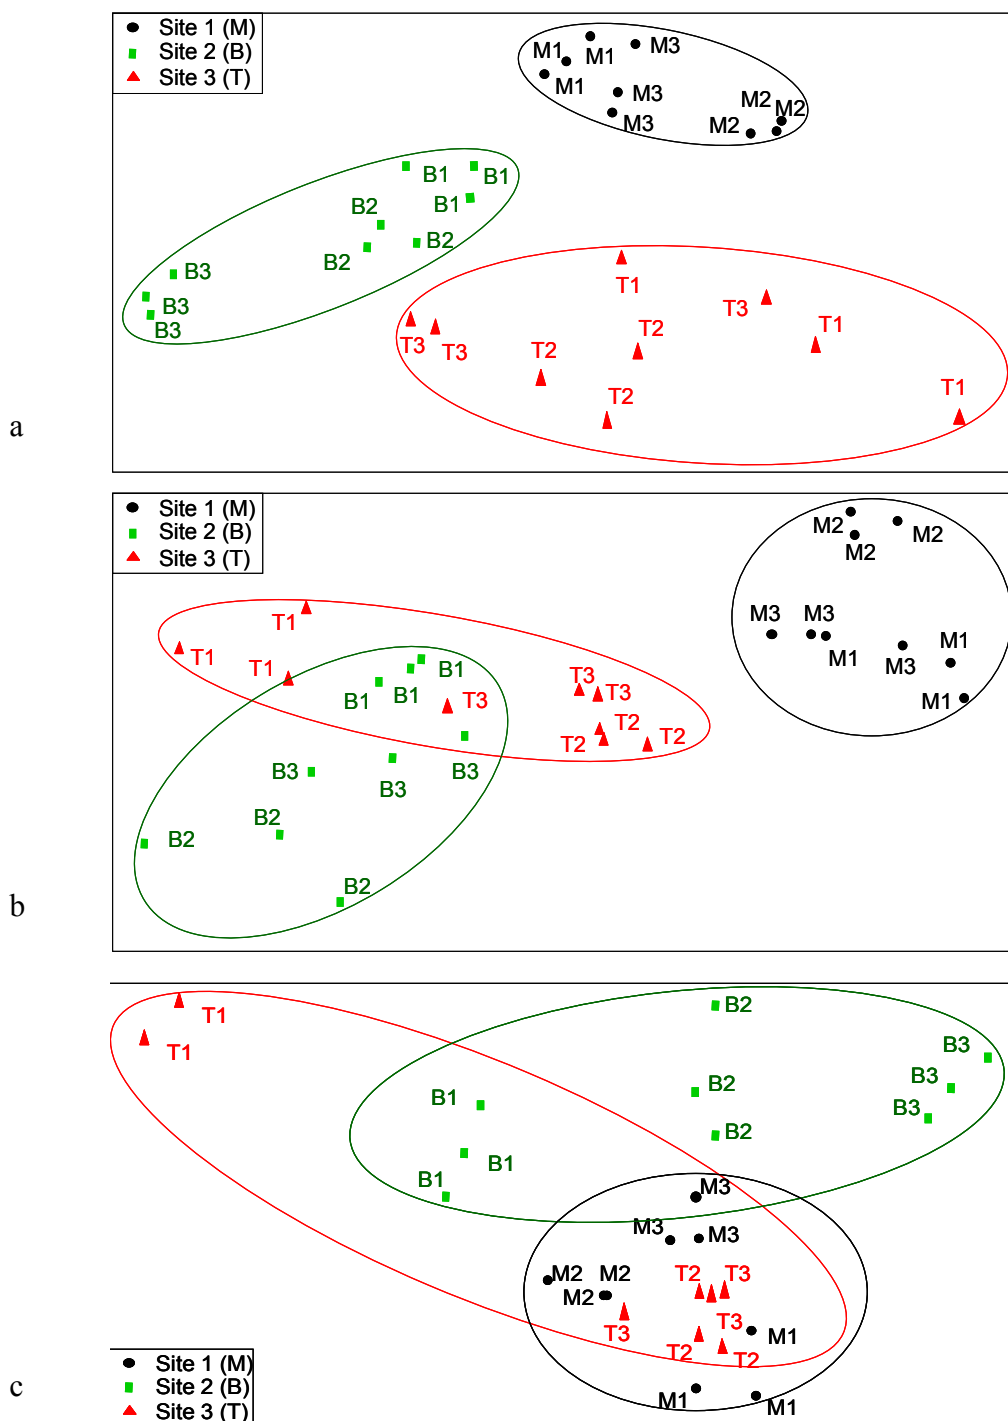 Site 1 (M)
Site 2 (B)
Site 3 (T)
M1 M1 M3
M1 M3 M2 M2
M3 M2
B1 B1
B2 B1
B2 B2
B3
B3
B3
T1 T3
T3 T3 T2 T2 T1
T2 T1
a
Site 1 (M)
Site 2 (B)
Site 3 (T)
M2 M2
M2
M3 M3
M1 M3 M1
M1
T1
T1 T1
B1
B1 B1 T3 T3 T3
T2 T2 T2
B3 B3 B3
B2 B2
B2
b
T1
T1
B2
B3
B3
B3
B1 B2
B2
B1
B1
M3
M3 M3
M2 M2
M2
T2 T3
T3 T3
M1
T2 T2
M1 M1
Site 1 (M)
Site 2 (B)
Site 3 (T)
c